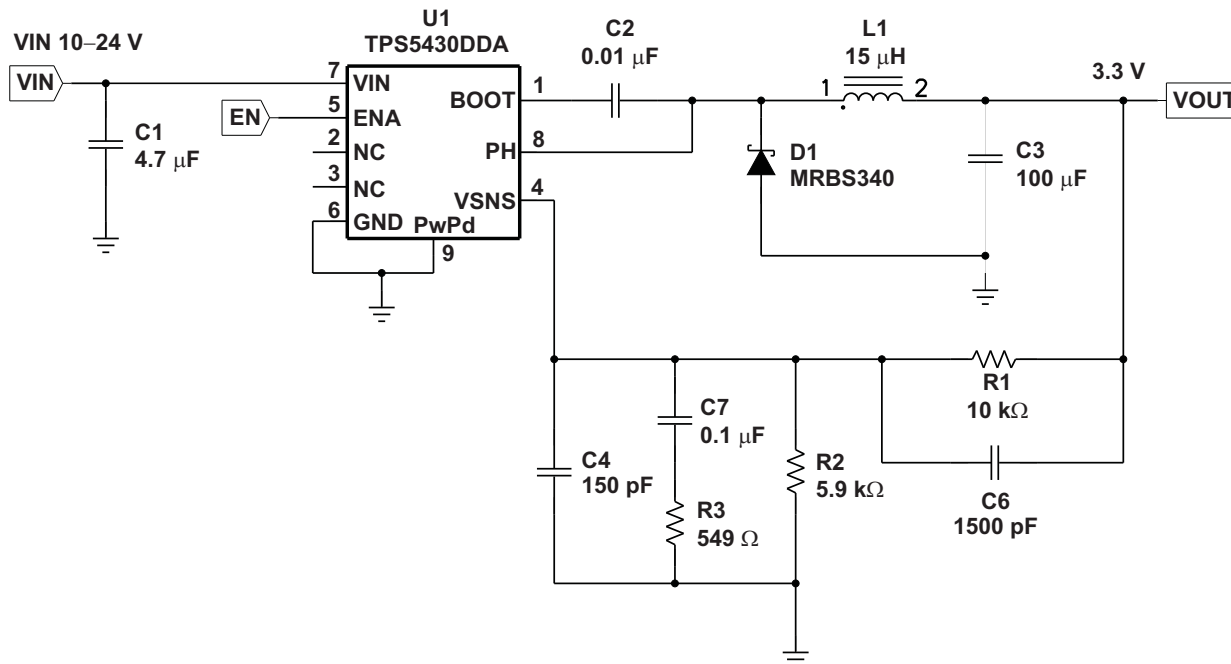 U1
TPS5430DDA
C2
0.01 μF
L1
15 μH
VIN 10–24 V
3.3 V
VIN
7
VIN
BOOT
1
1
2
VOUT
EN
5
ENA
C1
4.7 μF
2
NC
PH
8
D1
MRBS340
C3
100 μF
3
NC
VSNS
4
6
GND
PwPd
9
R1
10 kΩ
C7
0.1 μF
C4
150 pF
R2
5.9 kΩ
C6
1500 pF
R3
549 Ω